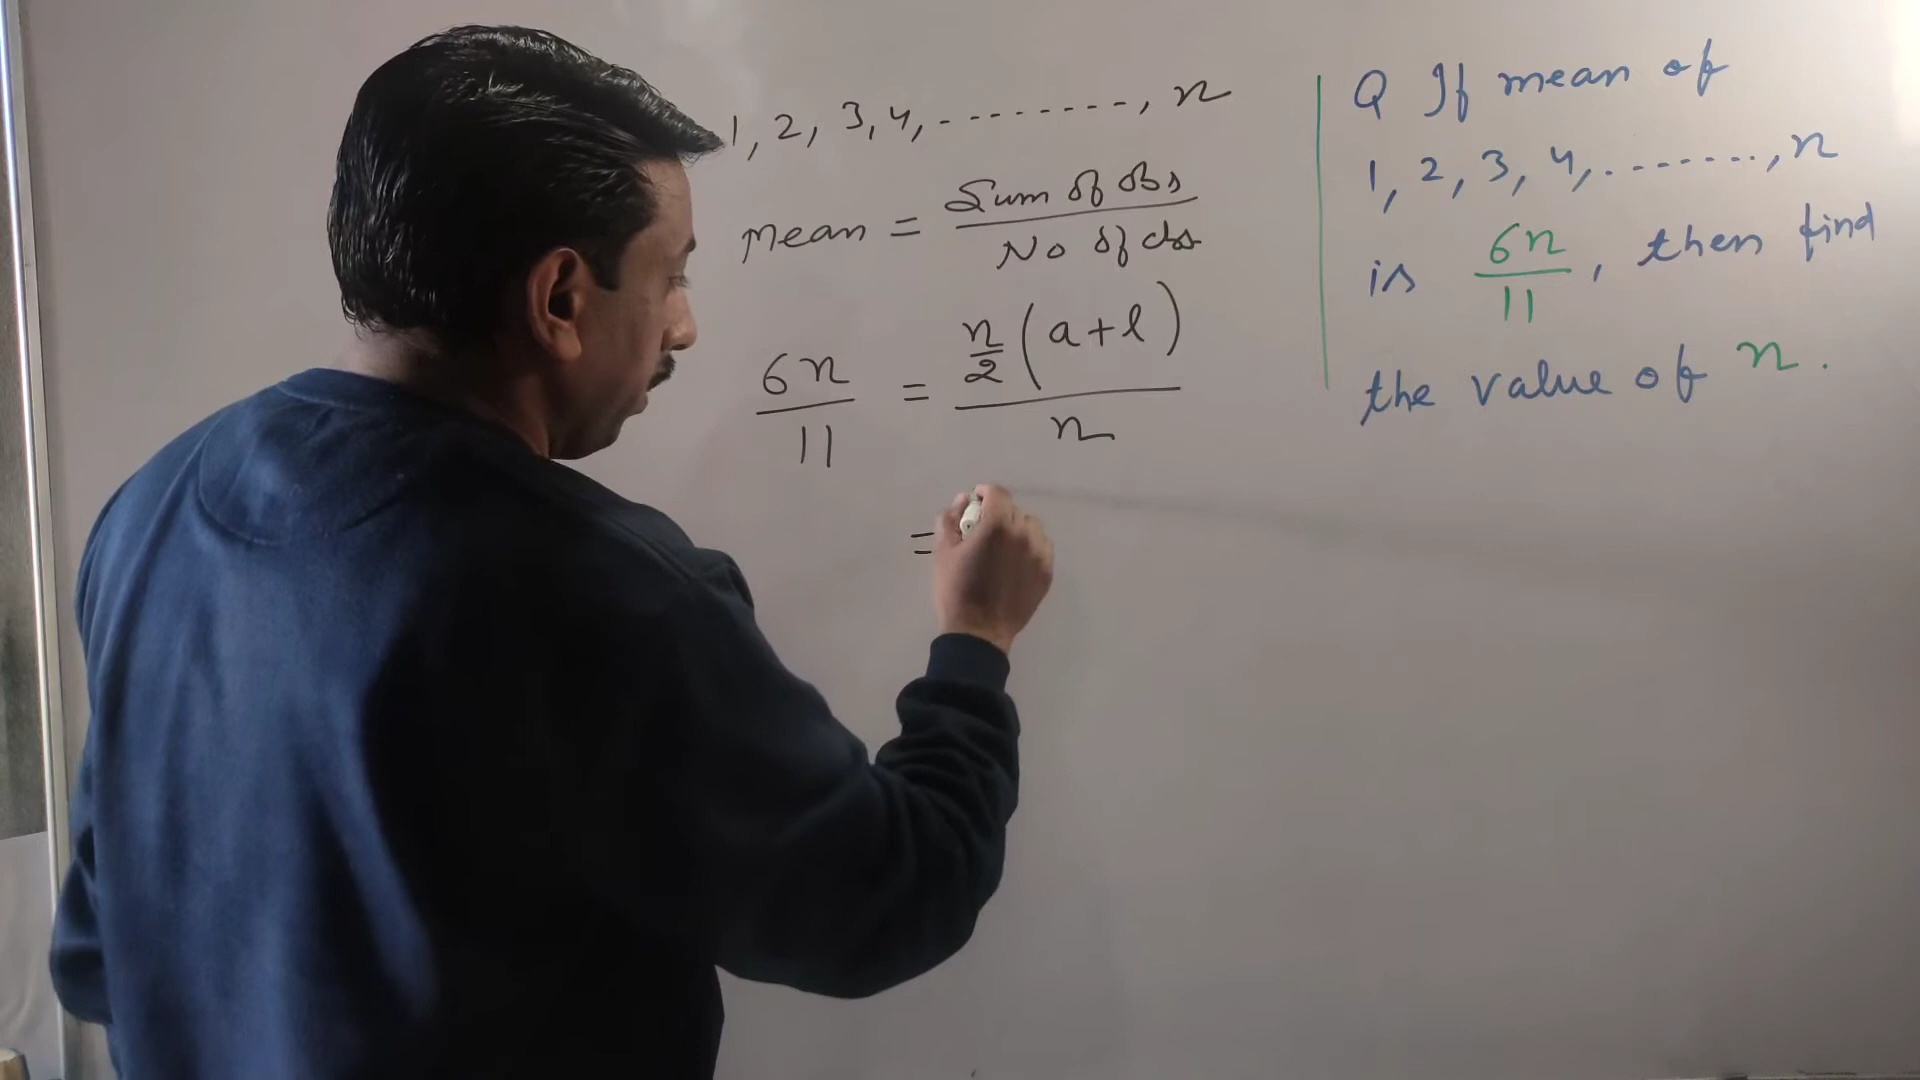 1, 2, 3, 4, ---------, n
Mean = Sum of obs / No of obs
6n / 11 = n/2 (a+l) / n
=
Q If mean of
1, 2, 3, 4, ......., n
is 6n / 11, then find
the value of n.